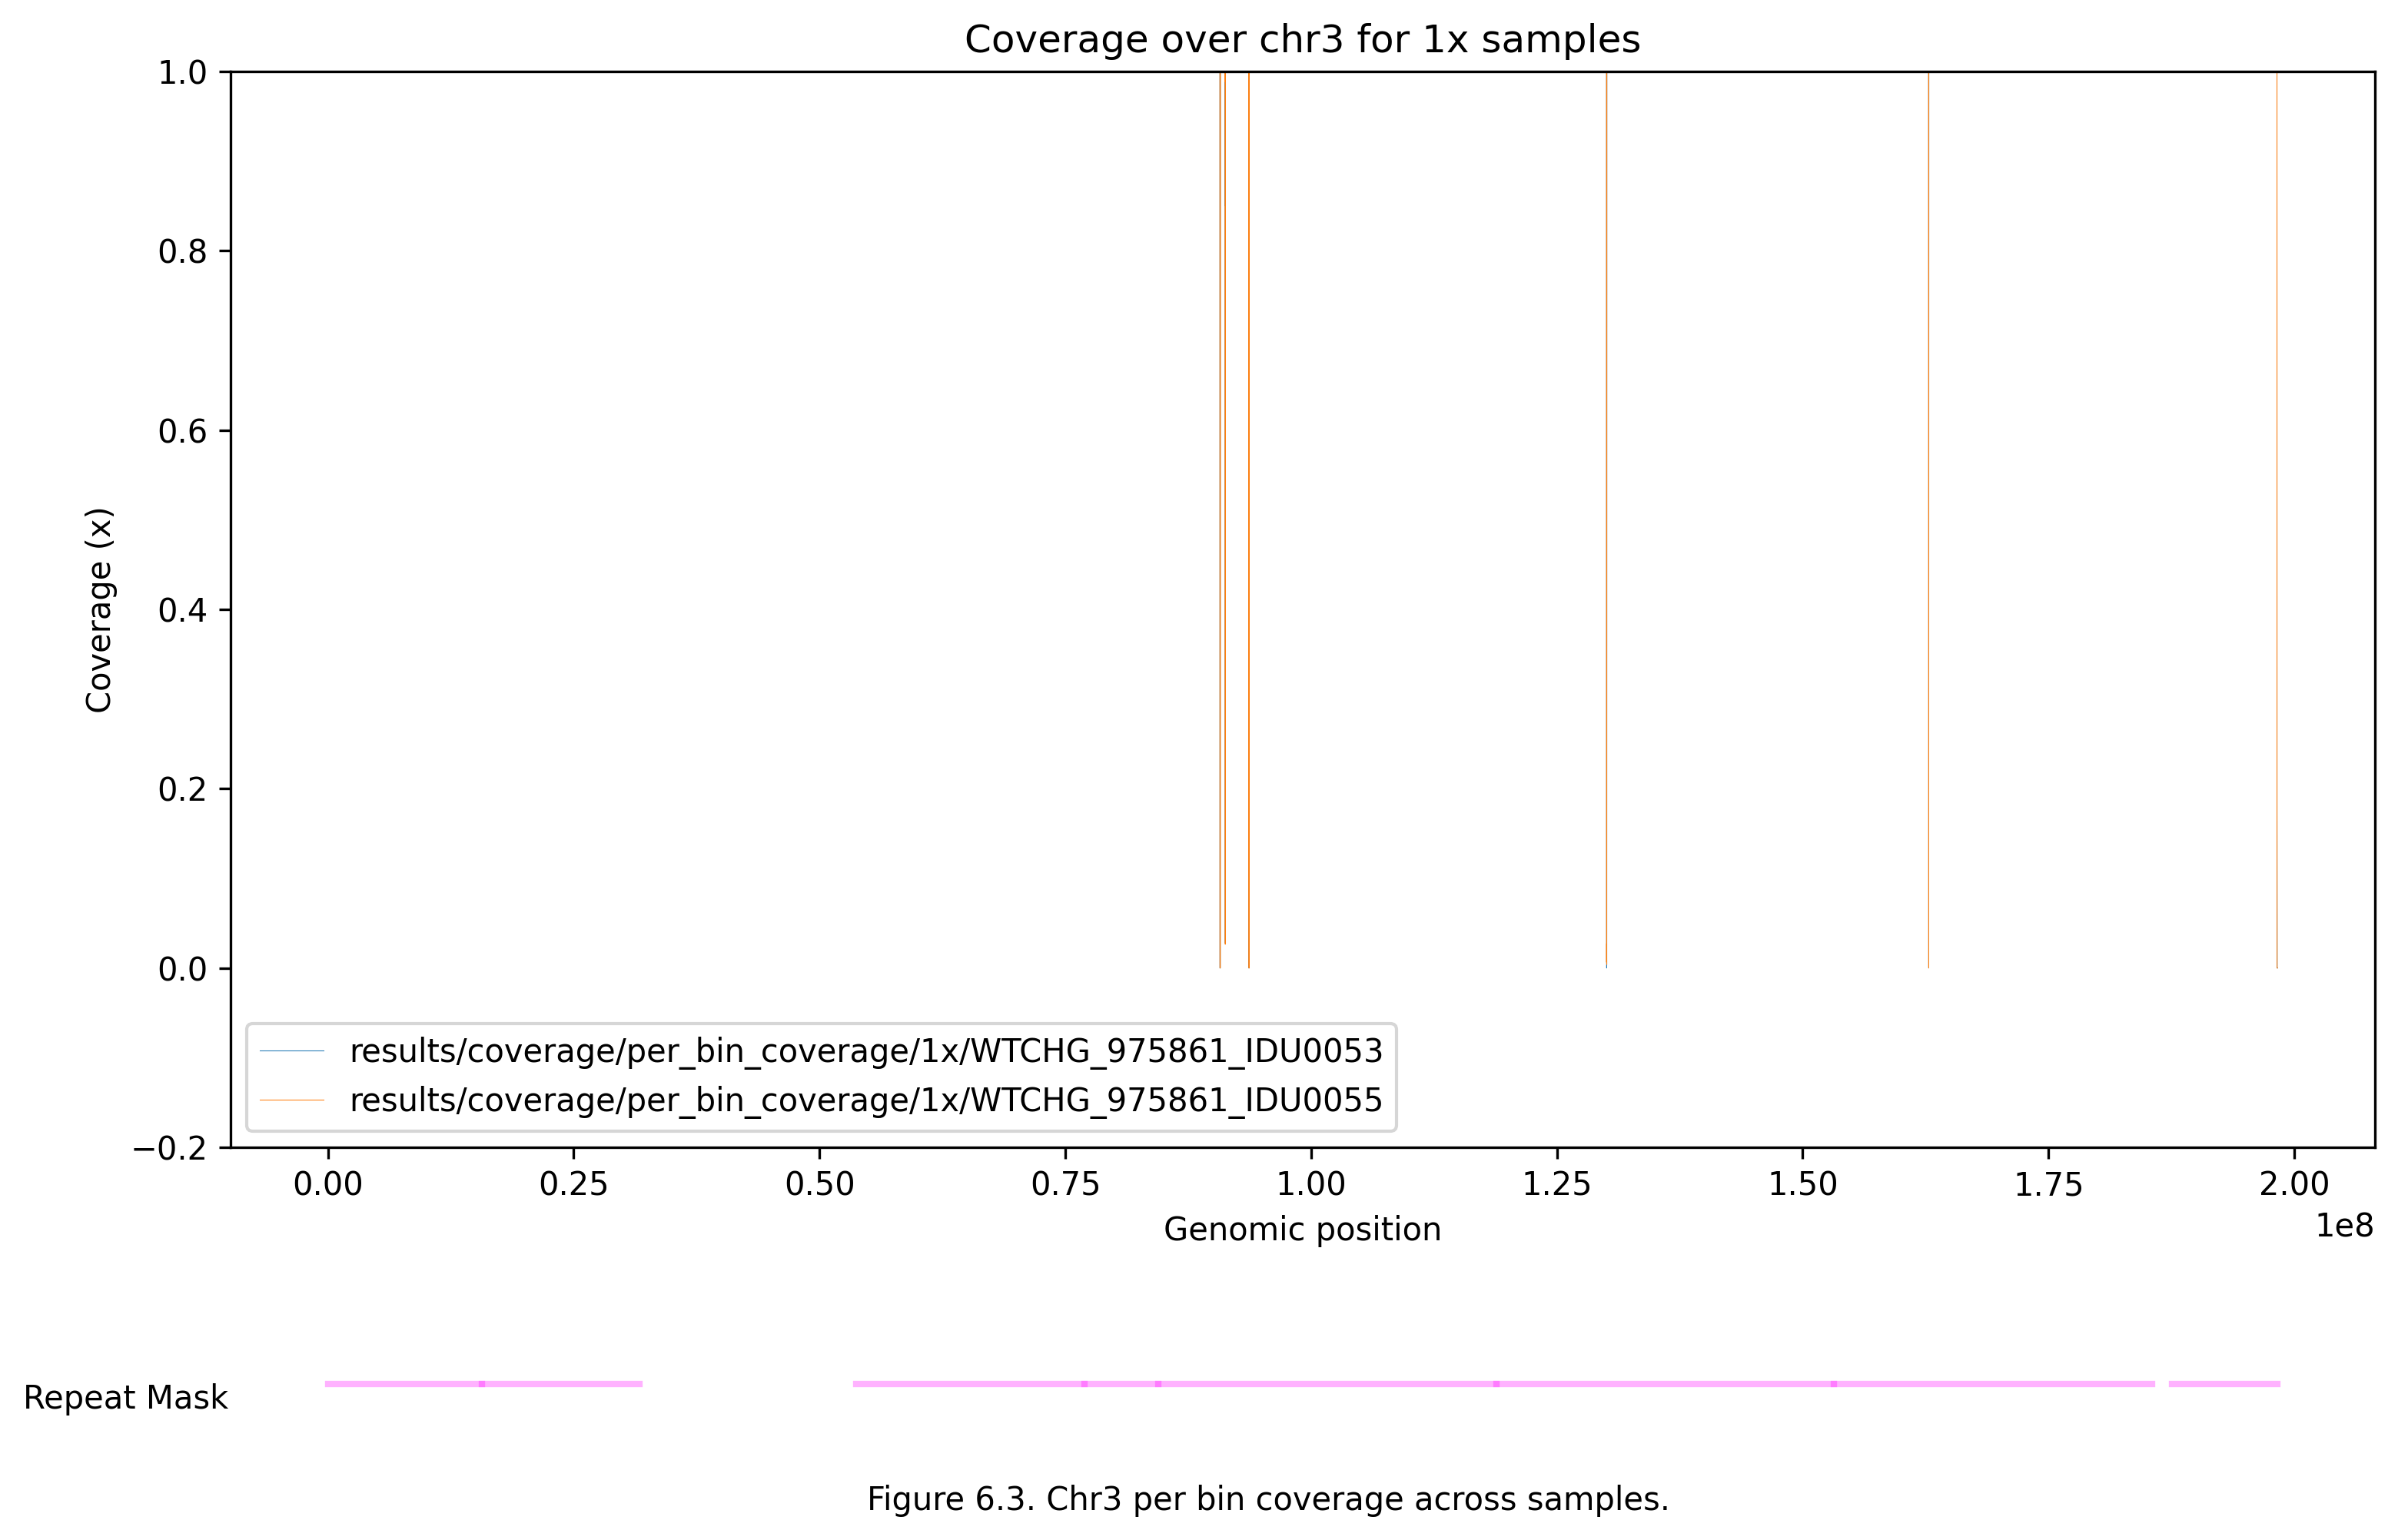 Coverage over chr3 for 1x samples
1.0
0.8
0.6
0.4
0.2
0.0
−0.2
Coverage (x)
results/coverage/per_bin_coverage/1x/WTCHG_975861_IDU0053
results/coverage/per_bin_coverage/1x/WTCHG_975861_IDU0055
0.00 0.25 0.50 0.75 1.00 1.25 1.50 1.75 2.00
Genomic position
1e8
Repeat Mask
Figure 6.3. Chr3 per bin coverage across samples.